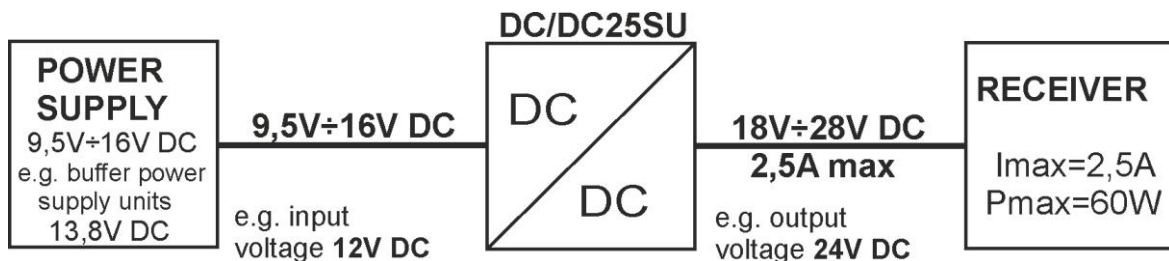 DC/DC25SU
POWER
SUPPLY
9,5V÷16V DC
e.g. buffer power
supply units
13,8V DC
9,5V÷16V DC
e.g. input
voltage 12V DC
DC
DC
18V÷28V DC
2,5A max
e.g. output
voltage 24V DC
RECEIVER
Imax=2,5A
Pmax=60W